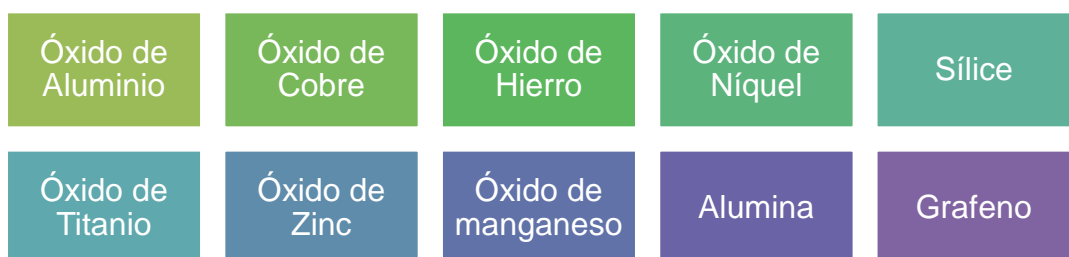 Óxido de
Aluminio
Óxido de
Cobre
Óxido de
Hierro
Óxido de
Níquel
Sílice
Óxido de
Titanio
Óxido de
Zinc
Óxido de
manganeso
Alumina
Grafeno